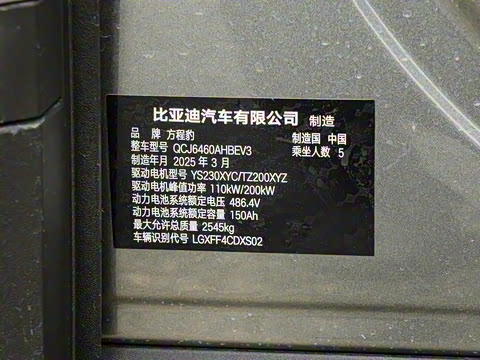 比亚迪汽车有限公司 制造
品 牌 方程豹 制造国 中国
整车型号 QCJ6460AHBEV3 乘坐人数 5
制造年月 2025 年 3 月
驱动电机型号 YS230XYC/TZ200XYZ
驱动电机峰值功率 110kW/200kW
动力电池系统额定电压 486.4V
动力电池系统额定容量 150Ah
最大允许总质量 2545kg
车辆识别代号 LGXFF4CDXS02